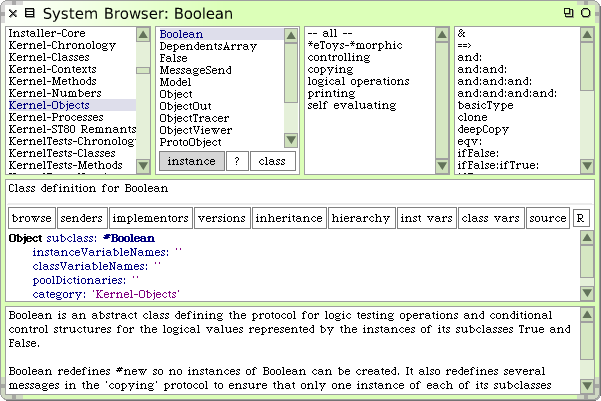 System Browser: Boolean
Installer-Core
Kernel-Chronology
Kernel-Classes
Kernel-Contexts
Kernel-Methods
Kernel-Numbers
Kernel-Objects
Kernel-Processes
Kernel-ST80 Remnants
KernelTests-Chronology
KernelTests-Classes
KernelTests-Methods
Boolean
DependentsArray
False
MessageSend
Model
Object
ObjectOut
ObjectTracer
ObjectViewer
ProtoObject
instance ? class
-- all --
*eToys-*morphic
controlling
copying
logical operations
printing
self evaluating
&
==>
and:
and:and:
and:and:and:
and:and:and:and:
basicType
clone
deepCopy
eqv:
ifFalse:
ifFalse:ifTrue:
Class definition for Boolean
browse senders implementors versions inheritance hierarchy inst vars class vars source R
Object subclass: #Boolean
instanceVariableNames: ''
classVariableNames: ''
poolDictionaries: ''
category: 'Kernel-Objects'
Boolean is an abstract class defining the protocol for logic testing operations and conditional
control structures for the logical values represented by the instances of its subclasses True and
False.
Boolean redefines #new so no instances of Boolean can be created. It also redefines several
messages in the 'copying' protocol to ensure that only one instance of each of its subclasses